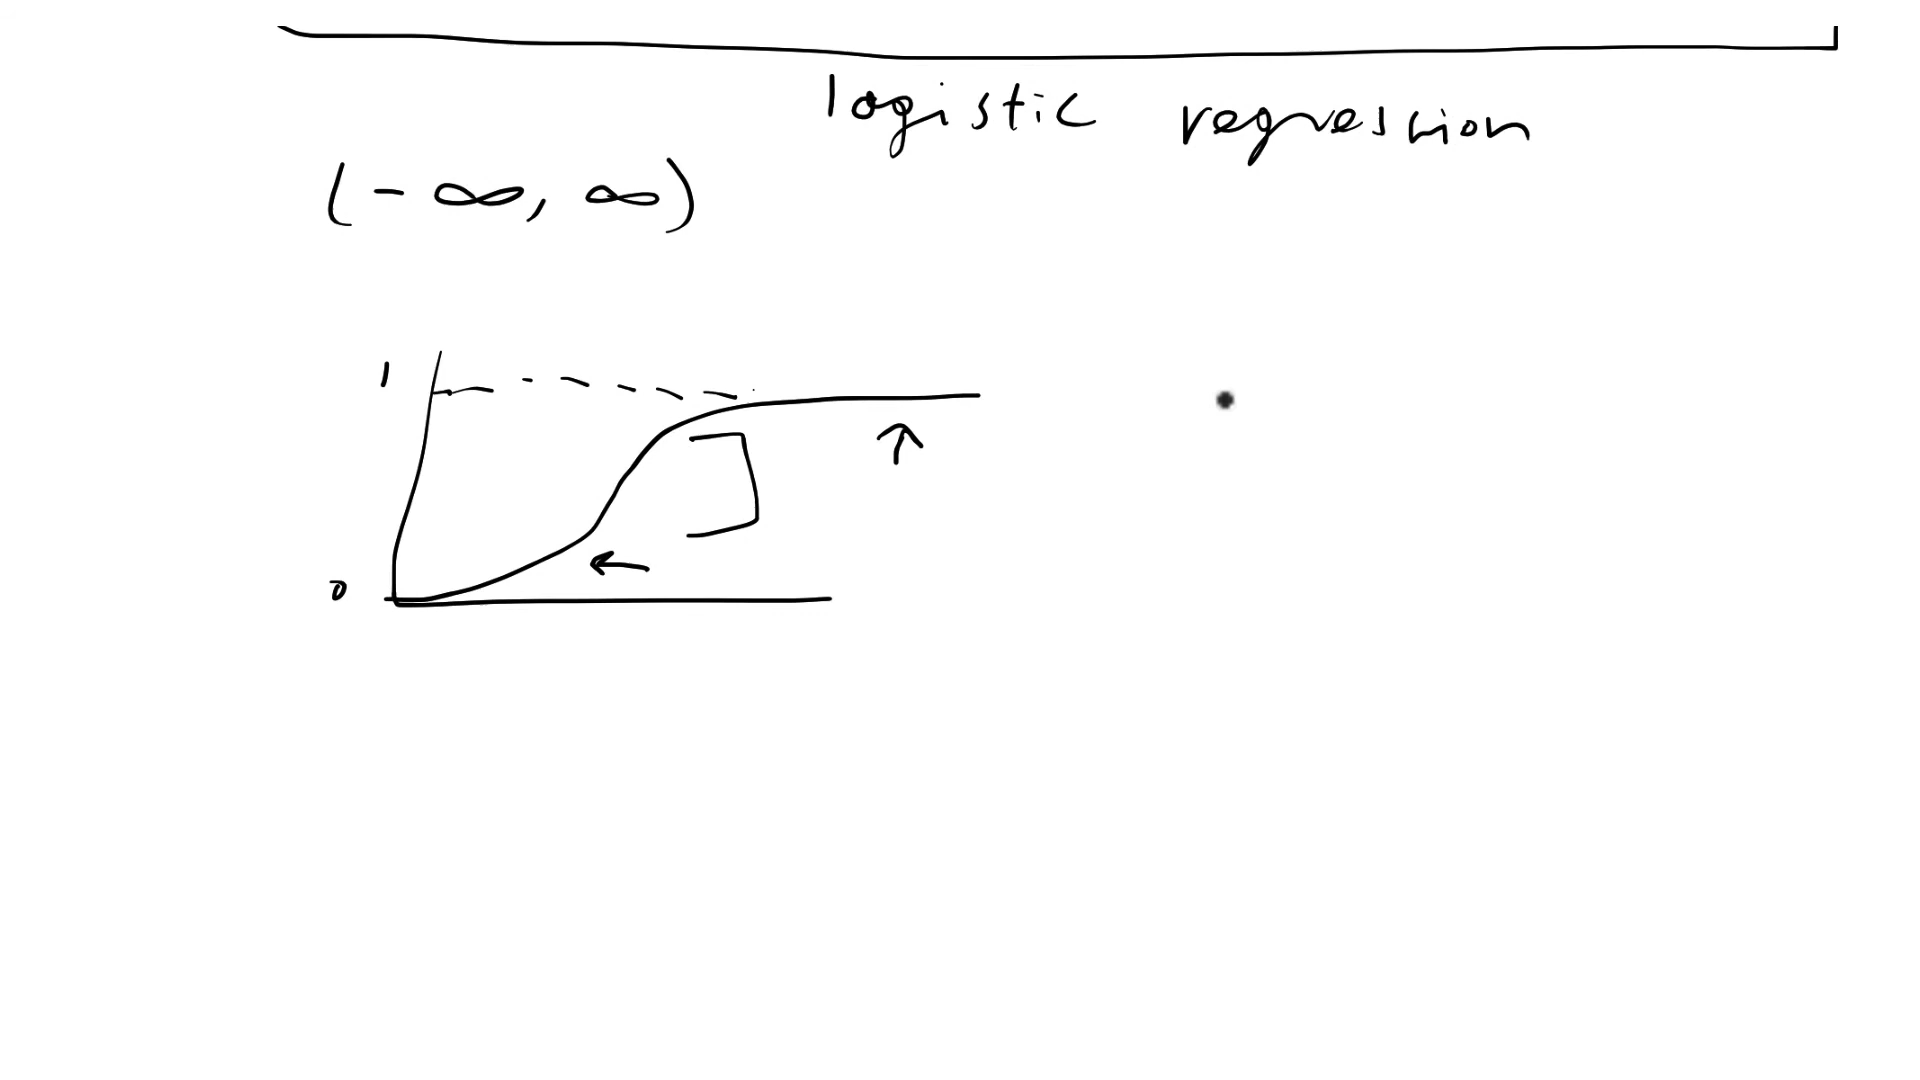 logistic regression
(-∞, ∞)
1
0